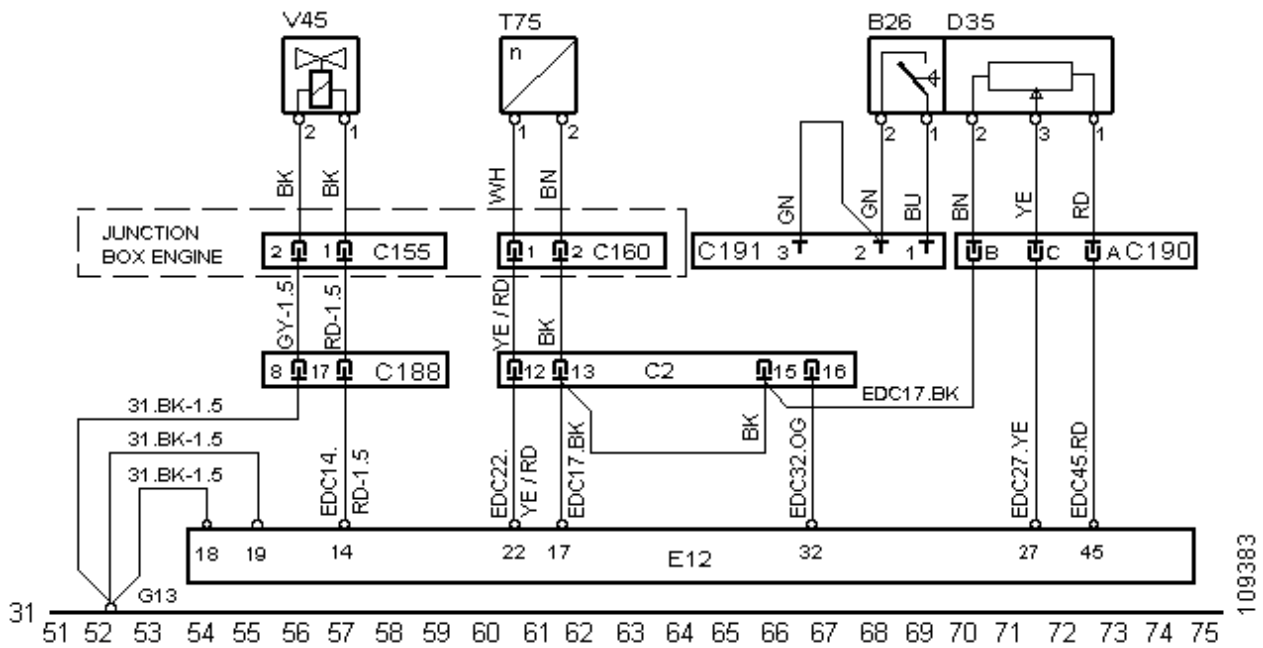 V45 T75 B26 D35
n
2 1 1 2 2 1 2 3 1
BK BK WH BN GN GN BU BN YE RD
JUNCTION
BOX ENGINE
2 1 C155 1 2 C160 C191 3 2 1 B C A C190
GY-1.5 RD-1.5 YE / RD BK
8 17 C188 12 13 C2 15 16
EDC17.BK
31.BK-1.5
31.BK-1.5
31.BK-1.5
EDC14.
RD-1.5
EDC22.
YE / RD
EDC17.BK
BK
EDC32.OG
EDC27.YE
EDC45.RD
18 19 14 22 17 32 27 45
E12
G13
31
51 52 53 54 55 56 57 58 59 60 61 62 63 64 65 66 67 68 69 70 71 72 73 74 75
109383